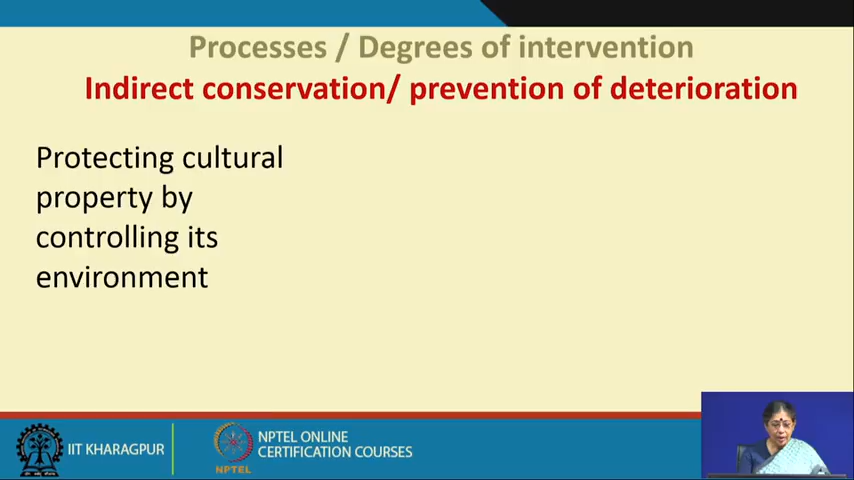 Processes / Degrees of intervention
Indirect conservation/ prevention of deterioration
Protecting cultural
property by
controlling its
environment
IIT KHARAGPUR
NPTEL
NPTEL ONLINE
CERTIFICATION COURSES